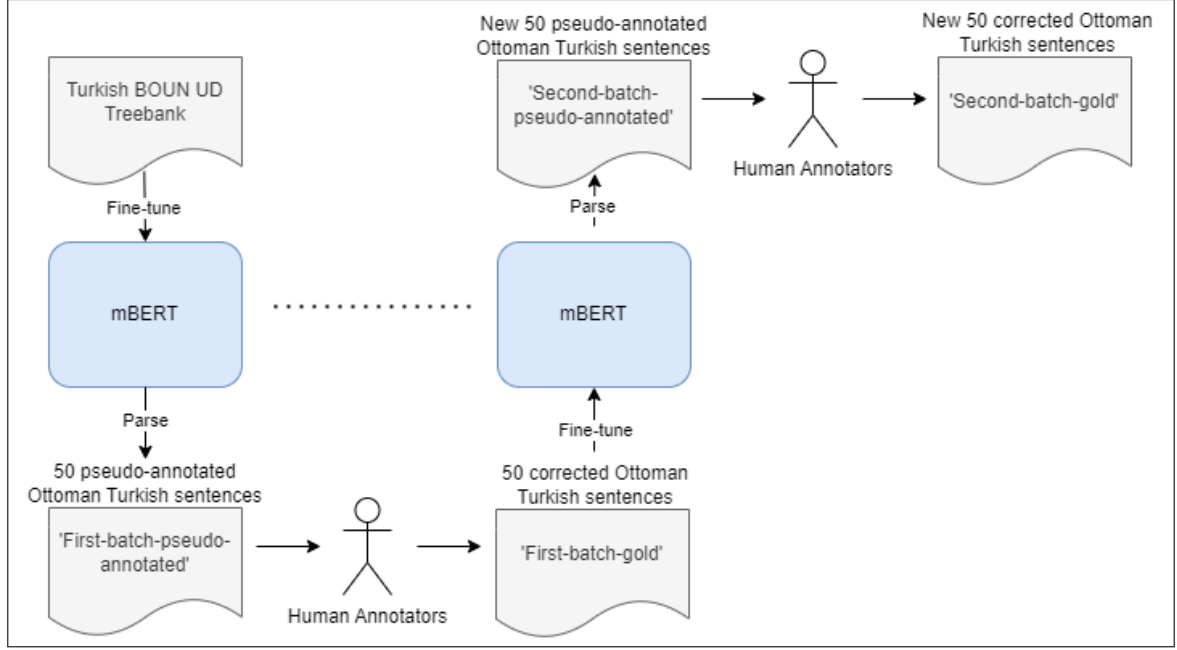 Turkish BOUN UD
Treebank
Fine-tune
mBERT
Parse
50 pseudo-annotated
Ottoman Turkish sentences
'First-batch-pseudo-
annotated'
Human Annotators
50 corrected Ottoman
Turkish sentences
'First-batch-gold'
Fine-tune
mBERT
Parse
New 50 pseudo-annotated
Ottoman Turkish sentences
'Second-batch-
pseudo-annotated'
Human Annotators
New 50 corrected Ottoman
Turkish sentences
'Second-batch-gold'